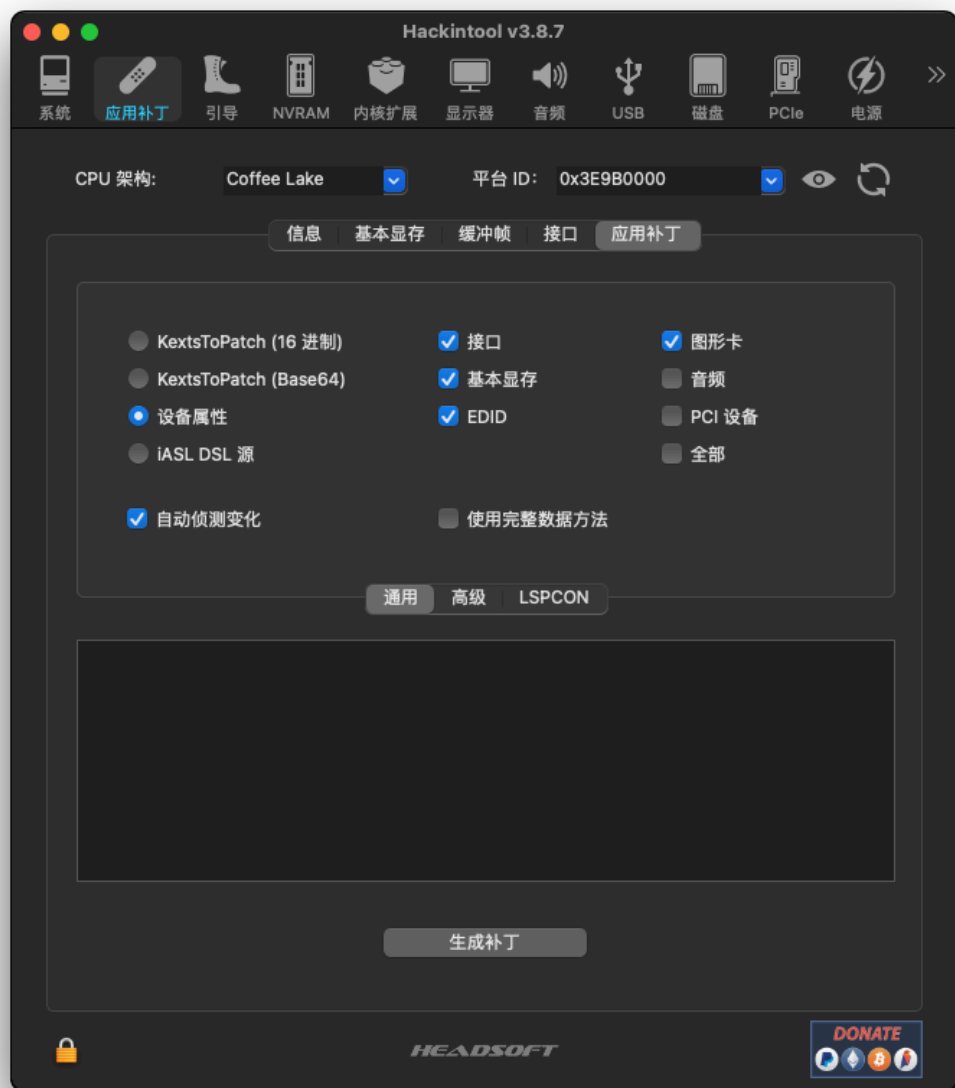 Hackintool v3.8.7
系统 应用补丁 引导 NVRAM 内核扩展 显示器 音频 USB 磁盘 PCIe 电源
CPU 架构: Coffee Lake 平台 ID: 0x3E9B0000
信息 基本显存 缓冲帧 接口 应用补丁
KextsToPatch (16 进制) 接口 图形卡
KextsToPatch (Base64) 基本显存 音频
设备属性 EDID PCI 设备
iASL DSL 源 全部
自动侦测变化 使用完整数据方法
通用 高级 LSPCON
生成补丁
HEADSOFT
DONATE